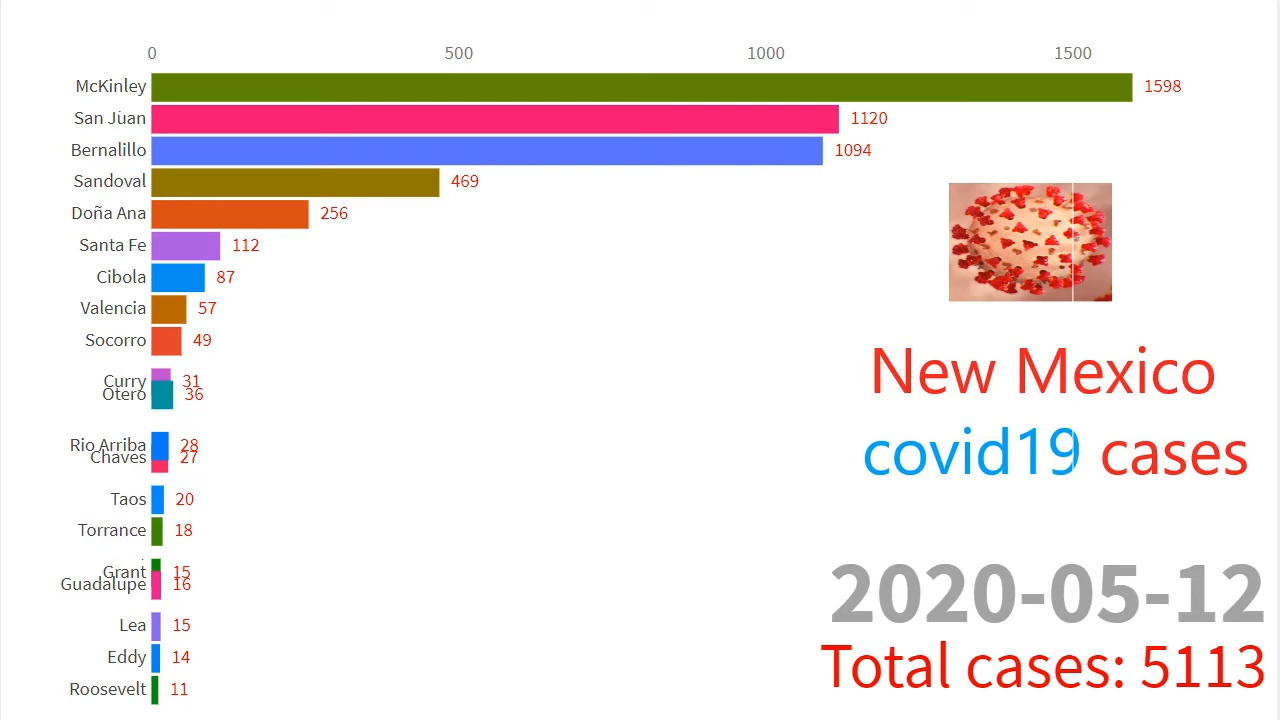 0 500 1000 1500
McKinley 1598
San Juan 1120
Bernalillo 1094
Sandoval 469
Doña Ana 256
Santa Fe 112
Cibola 87
Valencia 57
Socorro 49
Curry 31
Otero 36
Rio Arriba 28
Chaves 27
Taos 20
Torrance 18
Grant 15
Guadalupe 16
Lea 15
Eddy 14
Roosevelt 11
New Mexico
covid19 cases
2020-05-12
Total cases: 5113